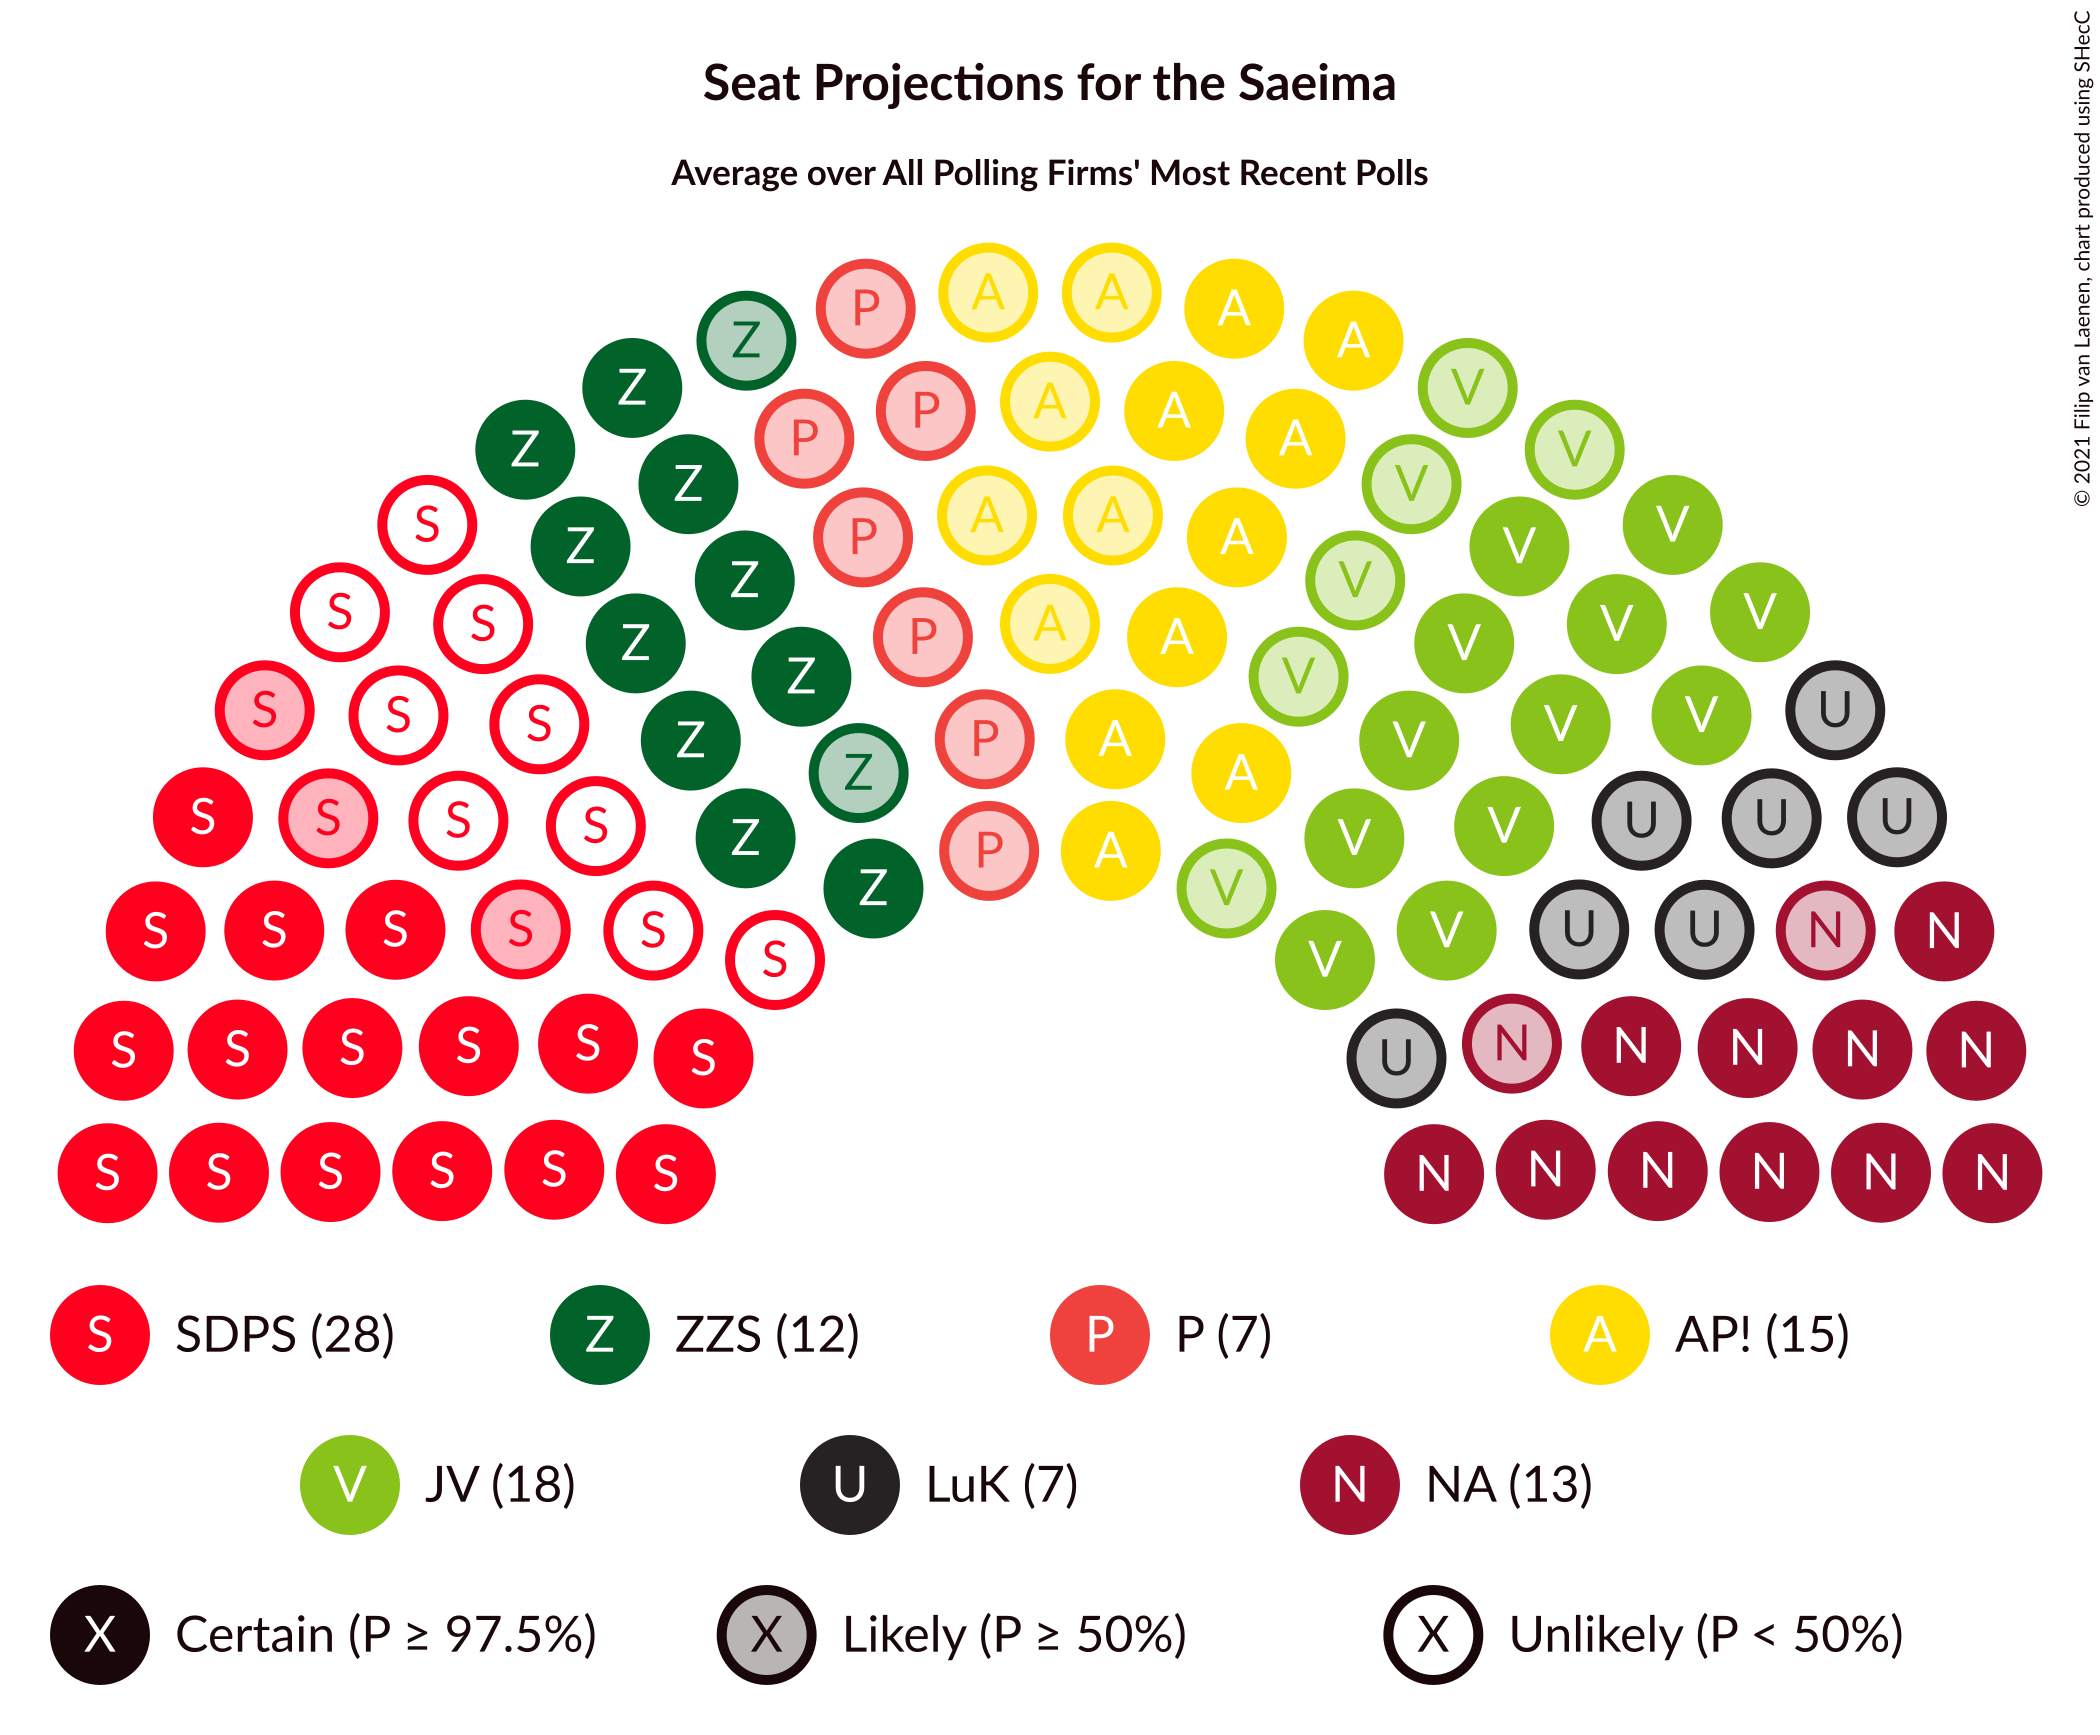 © 2021 Filip van Laenen, chart produced using SHecC
Seat Projections for the Saeima
Average over All Polling Firms' Most Recent Polls
P A A A
Z A
Z V
P A A
P A
Z V
Z V
S A A V
Z P A V
Z V
S S A V V
Z P A V
Z V
S S S V V U
Z P A V
Z A
S S S S V U U U
Z P A V
Z V
S S S S S V U U N N
S V
S S S S S S U N N N N N
S S S S S S N N N N N N
S SDPS (28) Z ZZS (12) P P (7) A AP! (15)
V JV (18) U LuK (7) N NA (13)
X Certain (P ≥ 97.5%) X Likely (P ≥ 50%) X Unlikely (P < 50%)